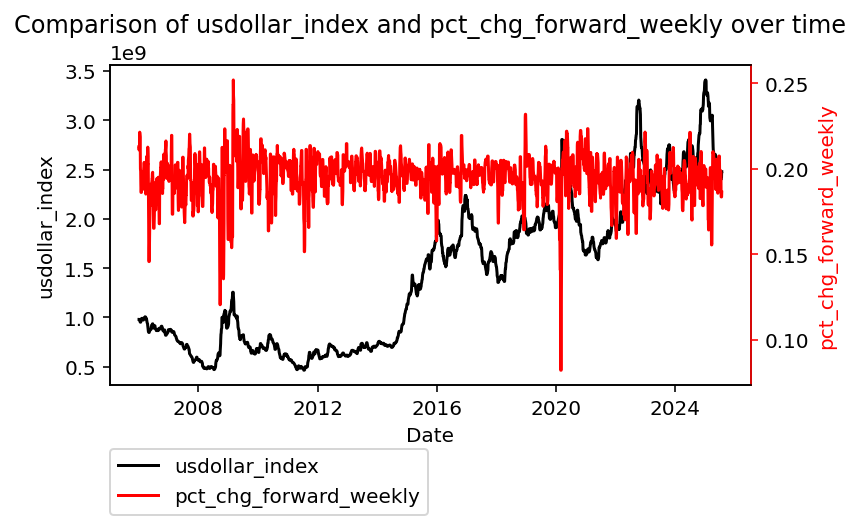 Comparison of usdollar_index and pct_chg_forward_weekly over time
1e9
3.5
3.0
2.5
2.0
1.5
1.0
0.5
usdollar_index
0.25
0.20
0.15
0.10
pct_chg_forward_weekly
2008
2012
2016
2020
2024
Date
usdollar_index
pct_chg_forward_weekly